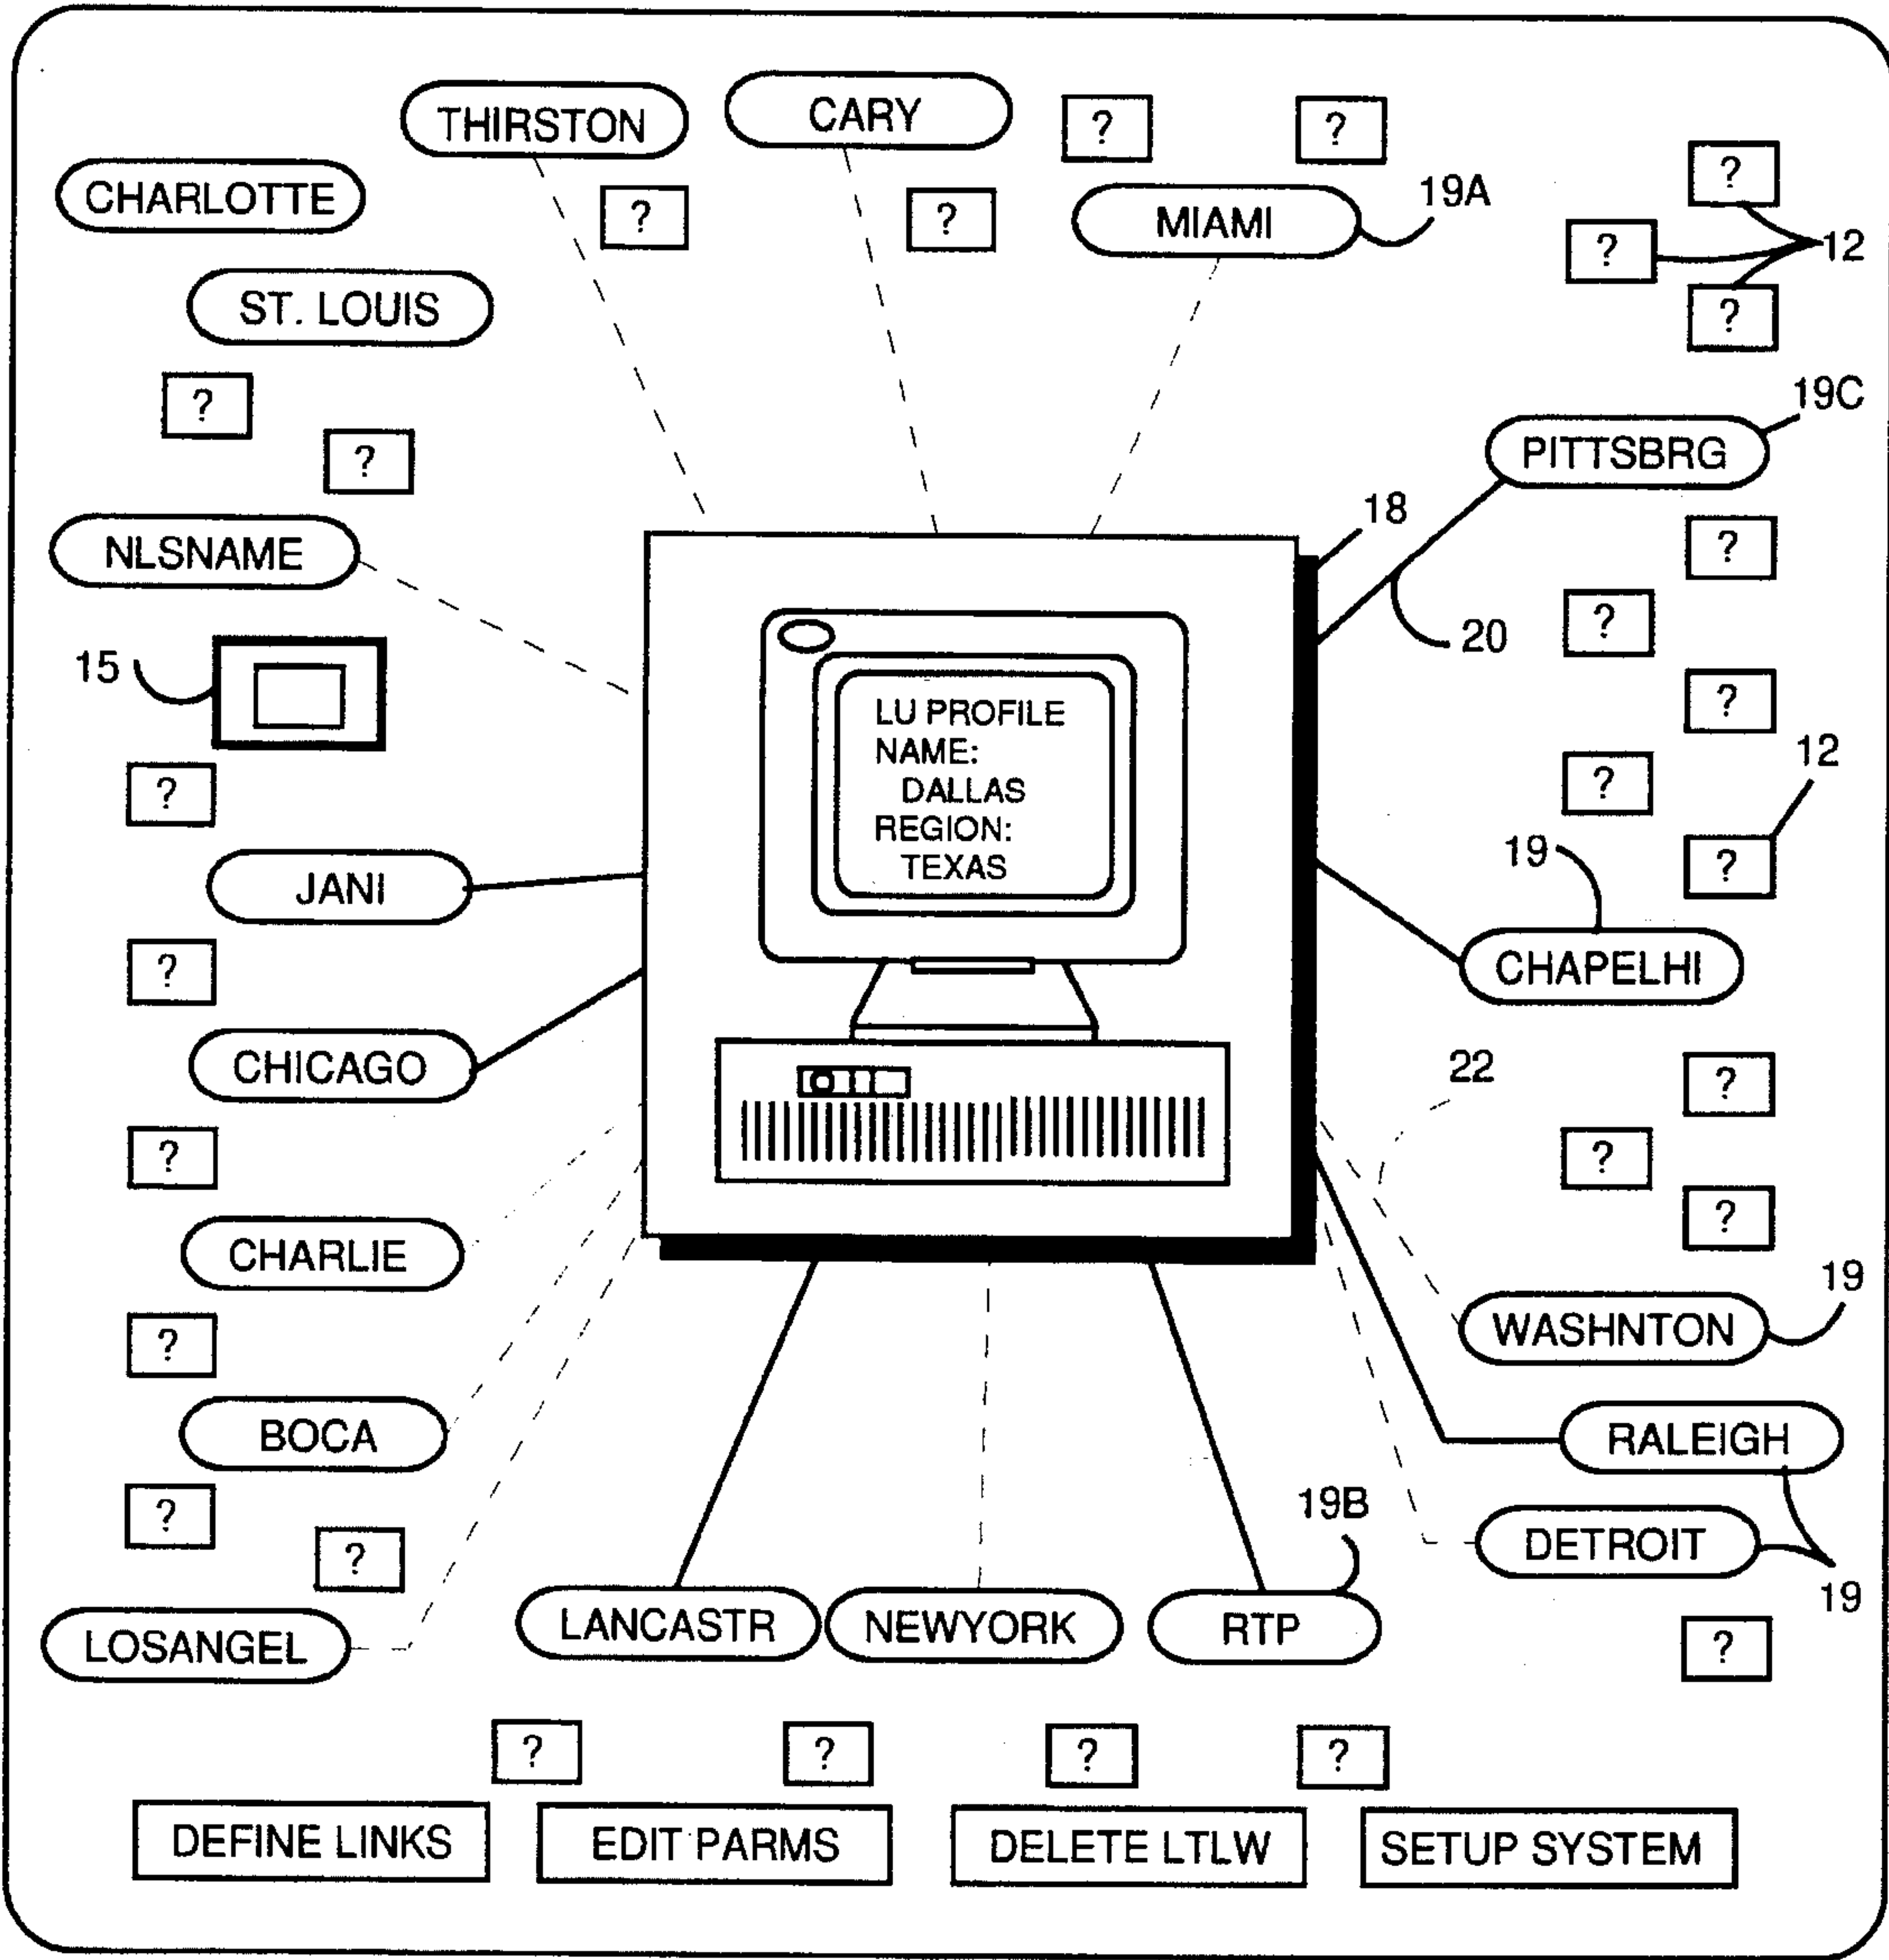 THIRSTON
CARY
?
?
?
CHARLOTTE
?
?
MIAMI
19A
?
12
ST. LOUIS
?
?
19C
?
PITTSBRG
18
NLSNAME
?
20
?
15
LU PROFILE
NAME:
DALLAS
REGION:
TEXAS
?
?
?
12
19
?
JANI
?
CHAPELHI
CHICAGO
22
?
?
?
?
CHARLIE
19
WASHNTON
?
BOCA
RALEIGH
?
19B
?
DETROIT
19
LOSANGEL
LANCASTR
NEWYORK
RTP
?
?
?
?
?
DEFINE LINKS
EDIT PARMS
DELETE LTLW
SETUP SYSTEM